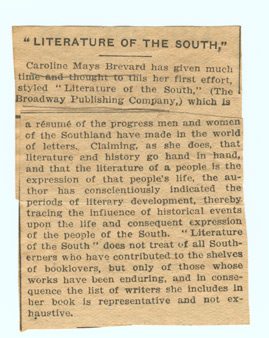 "LITERATURE OF THE SOUTH,"
Caroline Mays Brevard has given much
time and thought to this her first effort,
styled "Literature of the South," (The
Broadway Publishing Company,) which is
a résumé of the progress men and women
of the Southland have made in the world
of letters. Claiming, as she does, that
literature and history go hand in hand,
and that the literature of a people is the
expression of that people's life, the au-
thor has conscientiously indicated the
periods of literary development, thereby
tracing the influence of historical events
upon the life and consequent expression
of the people of the South. "Literature
of the South" does not treat of all South-
erners who have contributed to the shelves
of booklovers, but only of those whose
works have been enduring, and in conse-
quence the list of writers she includes in
her book is representative and not ex-
haustive.